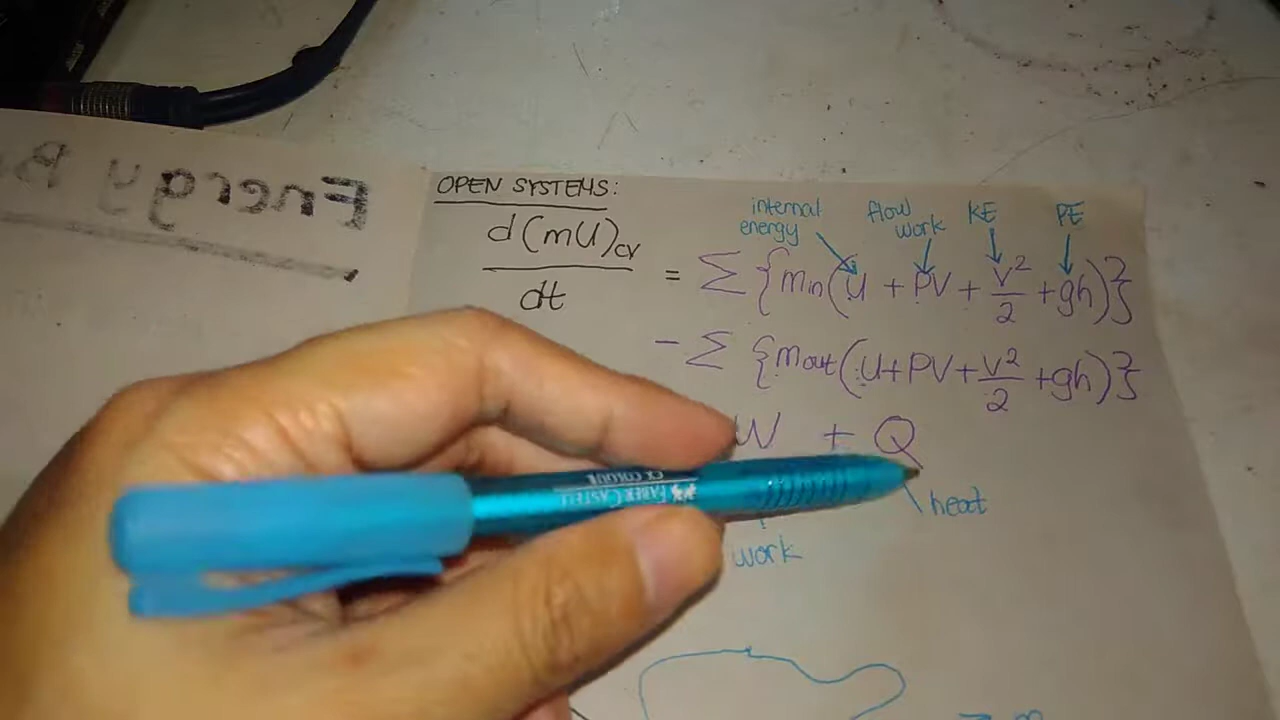 Energy B
OPEN SYSTEMS:
internal energy
flow work
KE
PE
d(mU)cv
dt
= Σ {min(U + PV + v²/2 + gh)}
- Σ {mout(U + PV + v²/2 + gh)}
W + Q
heat
work
FABER-CASTELL
CX COLOUR